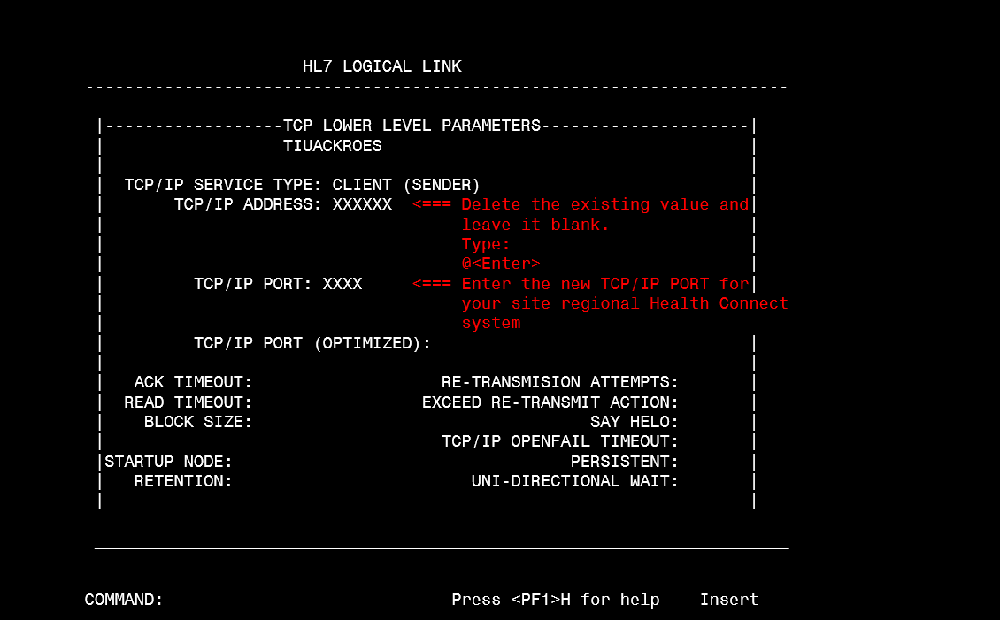 HL7 LOGICAL LINK
-----------------------------------------------------------------------
|------------------TCP LOWER LEVEL PARAMETERS---------------------|
| TIUACKROES |
| |
| TCP/IP SERVICE TYPE: CLIENT (SENDER) |
| TCP/IP ADDRESS: XXXXXX <=== Delete the existing value and|
| leave it blank. |
| Type: |
| @<Enter> |
| TCP/IP PORT: XXXX <=== Enter the new TCP/IP PORT for|
| your site regional Health Connect
| system
| TCP/IP PORT (OPTIMIZED): |
| |
| ACK TIMEOUT: RE-TRANSMISION ATTEMPTS: |
| READ TIMEOUT: EXCEED RE-TRANSMIT ACTION: |
| BLOCK SIZE: SAY HELO: |
| TCP/IP OPENFAIL TIMEOUT: |
|STARTUP NODE: PERSISTENT: |
| RETENTION: UNI-DIRECTIONAL WAIT: |
|_________________________________________________________________|
______________________________________________________________________
COMMAND: Press <PF1>H for help Insert